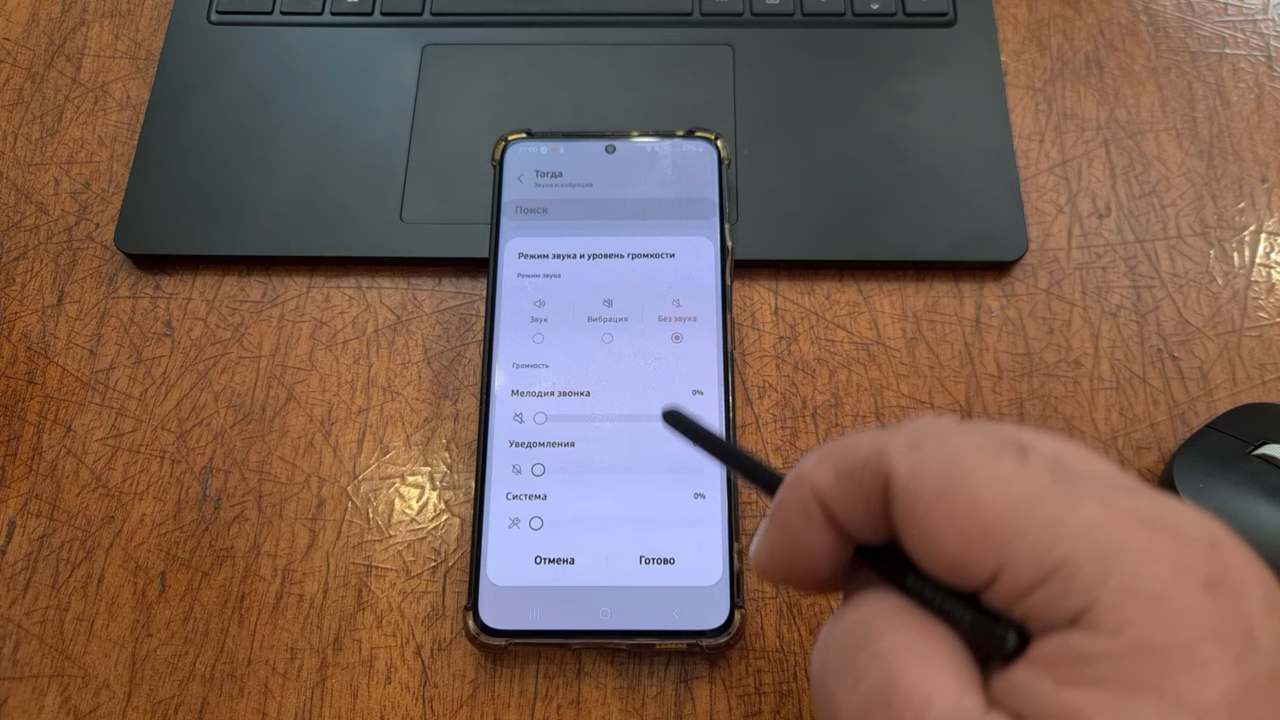 Тогда
Звуки и вибрация
Поиск
Режим звука и уровень громкости
Режим звука
Звук Вибрация Без звука
Громкость
Мелодия звонка 0%
Уведомления
Система 0%
Отмена Готово